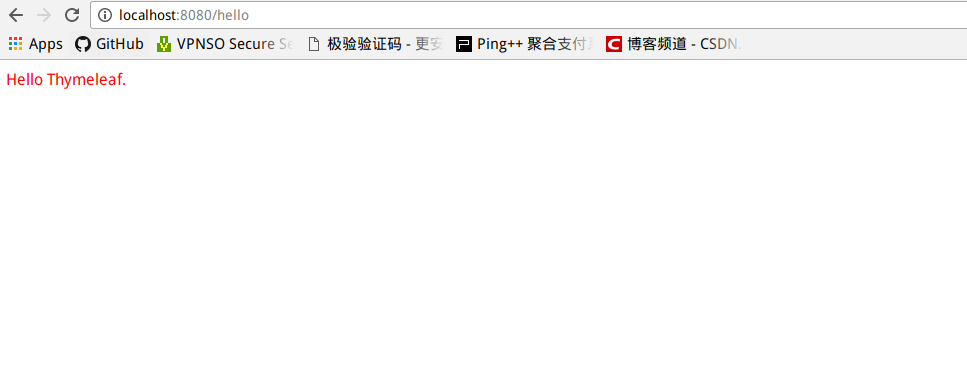 localhost:8080/hello
Apps GitHub VPNSO Secure 极验验证码 - 更安 Ping++ 聚合支付 博客频道 - CSDN.
Hello Thymeleaf.